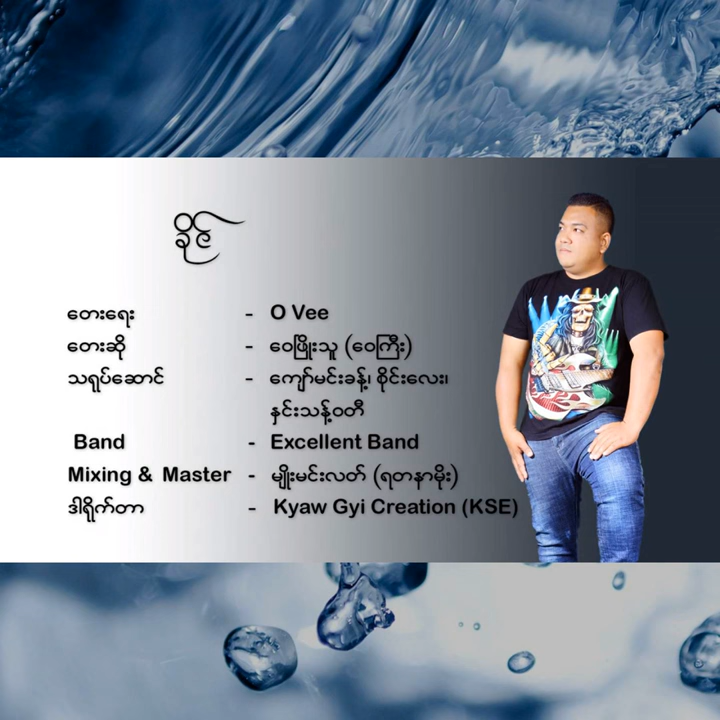 ခိုင်
တေးရေး - O Vee
တေးဆို - ဝေဖြိုးသူ (ဝေကြီး)
သရုပ်ဆောင် - ကျော်မင်းခန့်၊ စိုင်းလေး၊
နှင်းသန့်ဝတီ
Band - Excellent Band
Mixing & Master - မျိုးမင်းလတ် (ရတနာမိုး)
ဒါရိုက်တာ - Kyaw Gyi Creation (KSE)